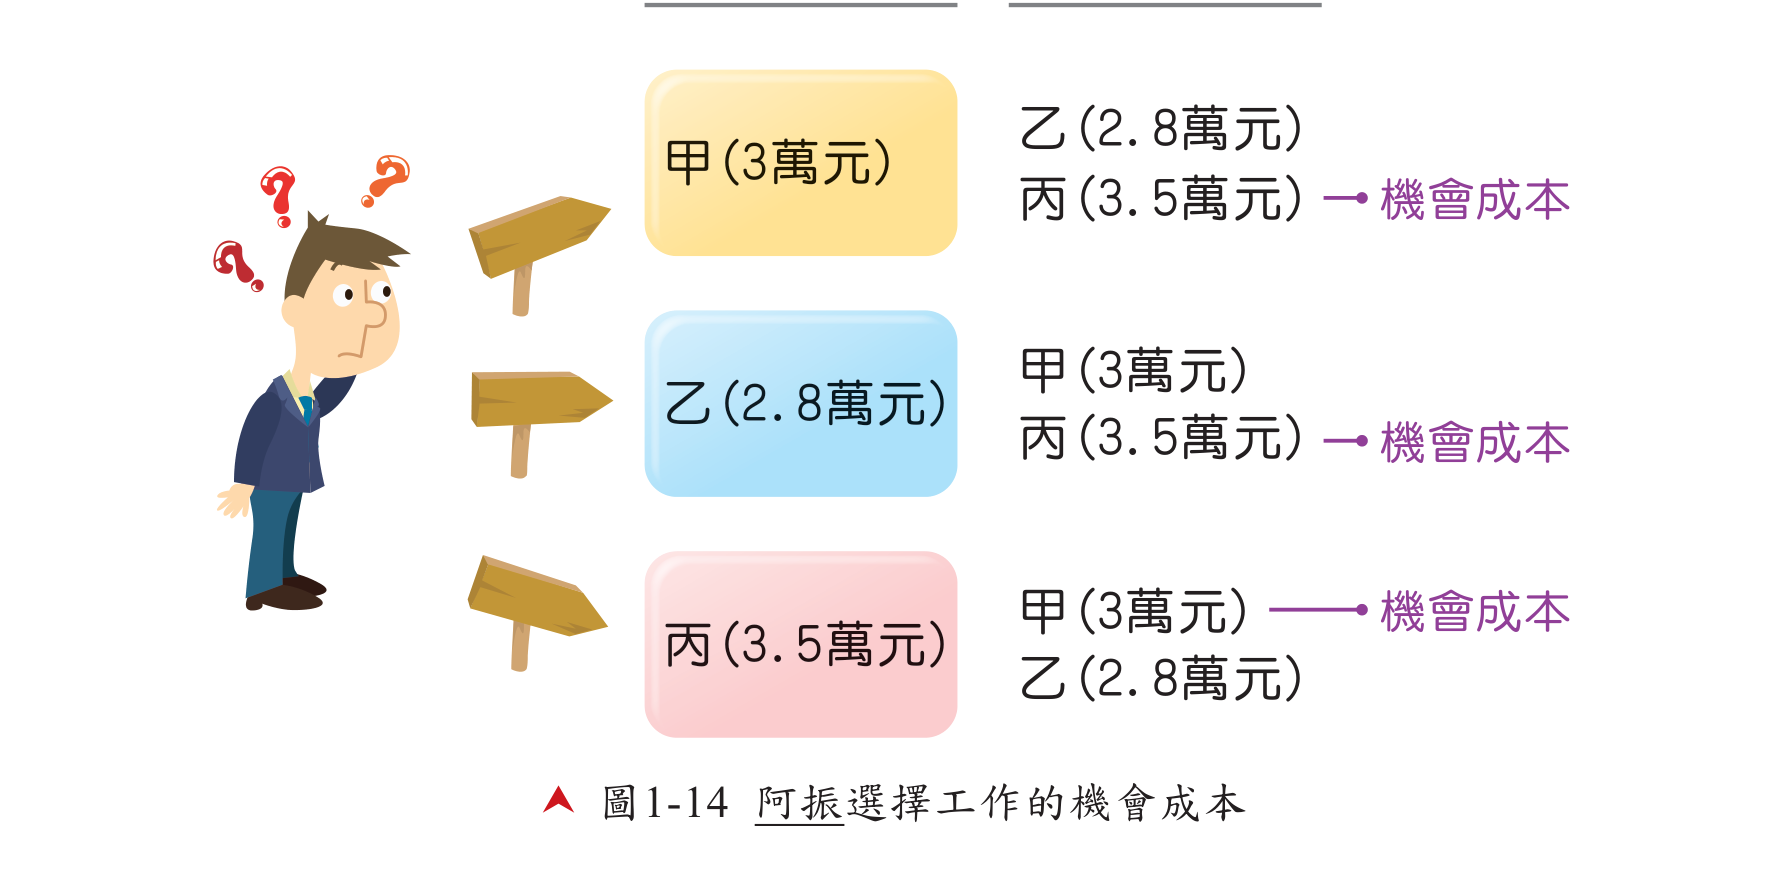 甲(3萬元)
乙(2.8萬元)
丙(3.5萬元) 機會成本
乙(2.8萬元)
甲(3萬元)
丙(3.5萬元) 機會成本
丙(3.5萬元)
甲(3萬元) 機會成本
乙(2.8萬元)
圖1-14 阿振選擇工作的機會成本